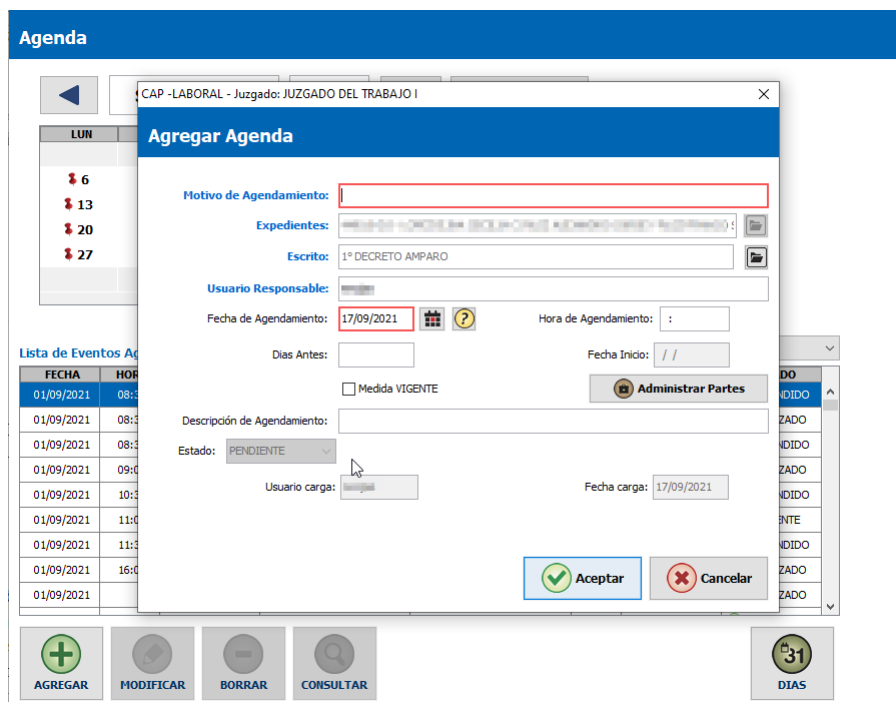 Agenda
CAP -LABORAL - Juzgado: JUZGADO DEL TRABAJO I
Agregar Agenda
LUN
6
13
20
27
Motivo de Agendamiento:
Expedientes:
Escrito: 1º DECRETO AMPARO
Usuario Responsable:
Fecha de Agendamiento: 17/09/2021 ? Hora de Agendamiento: :
Dias Antes: Fecha Inicio: / /
Medida VIGENTE Administrar Partes
Descripción de Agendamiento:
Estado: PENDIENTE
Usuario carga: Fecha carga: 17/09/2021
Aceptar Cancelar
Lista de Eventos Ag
FECHA HOR DO
01/09/2021 08:3 NDIDO
01/09/2021 08:3 ZADO
01/09/2021 08:3 NDIDO
01/09/2021 09:0 ZADO
01/09/2021 10:3 NDIDO
01/09/2021 11:0 ENTE
01/09/2021 11:3 NDIDO
01/09/2021 16:0 ZADO
01/09/2021 ZADO
AGREGAR MODIFICAR BORRAR CONSULTAR 31 DIAS